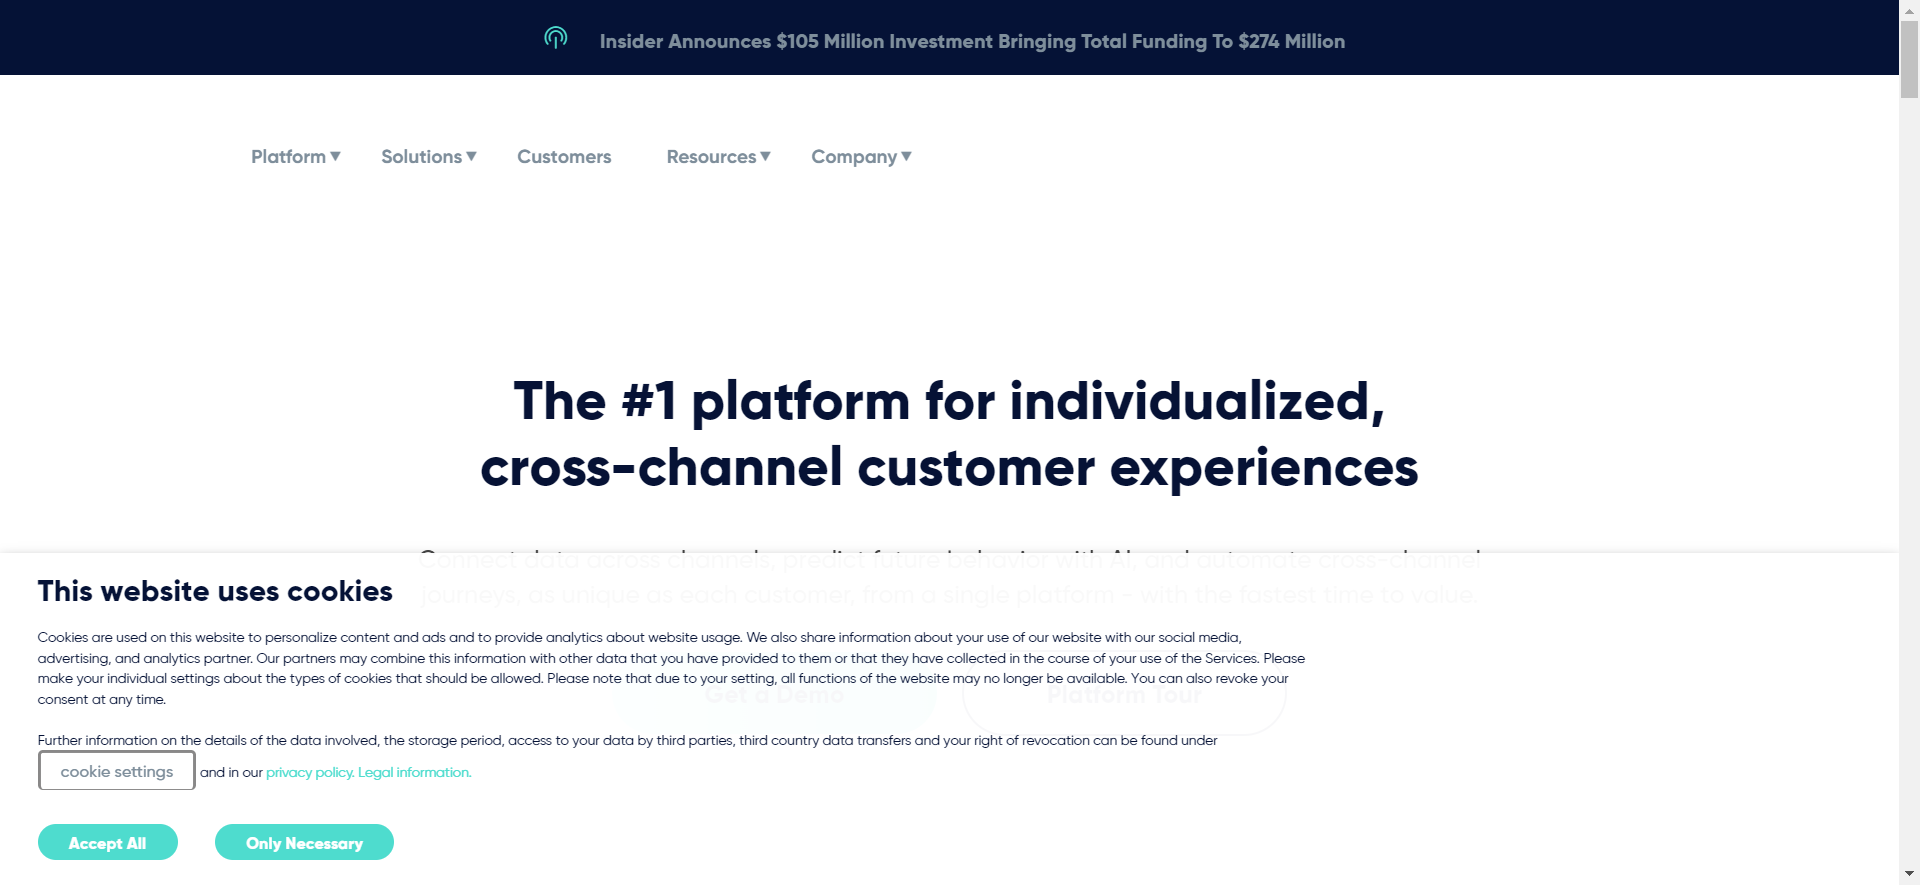 Insider Announces $105 Million Investment Bringing Total Funding To $274 Million
Platform ▼ Solutions ▼ Customers Resources ▼ Company ▼
The #1 platform for individualized,
cross-channel customer experiences
Connect data across channels, predict future behavior with AI, and automate cross-channel
journeys, as unique as each customer, from a single platform - with the fastest time to value.
Get a Demo Platform Tour
This website uses cookies
Cookies are used on this website to personalize content and ads and to provide analytics about website usage. We also share information about your use of our website with our social media,
advertising, and analytics partner. Our partners may combine this information with other data that you have provided to them or that they have collected in the course of your use of the Services. Please
make your individual settings about the types of cookies that should be allowed. Please note that due to your setting, all functions of the website may no longer be available. You can also revoke your
consent at any time.
Further information on the details of the data involved, the storage period, access to your data by third parties, third country data transfers and your right of revocation can be found under
cookie settings and in our privacy policy. Legal information.
Accept All Only Necessary